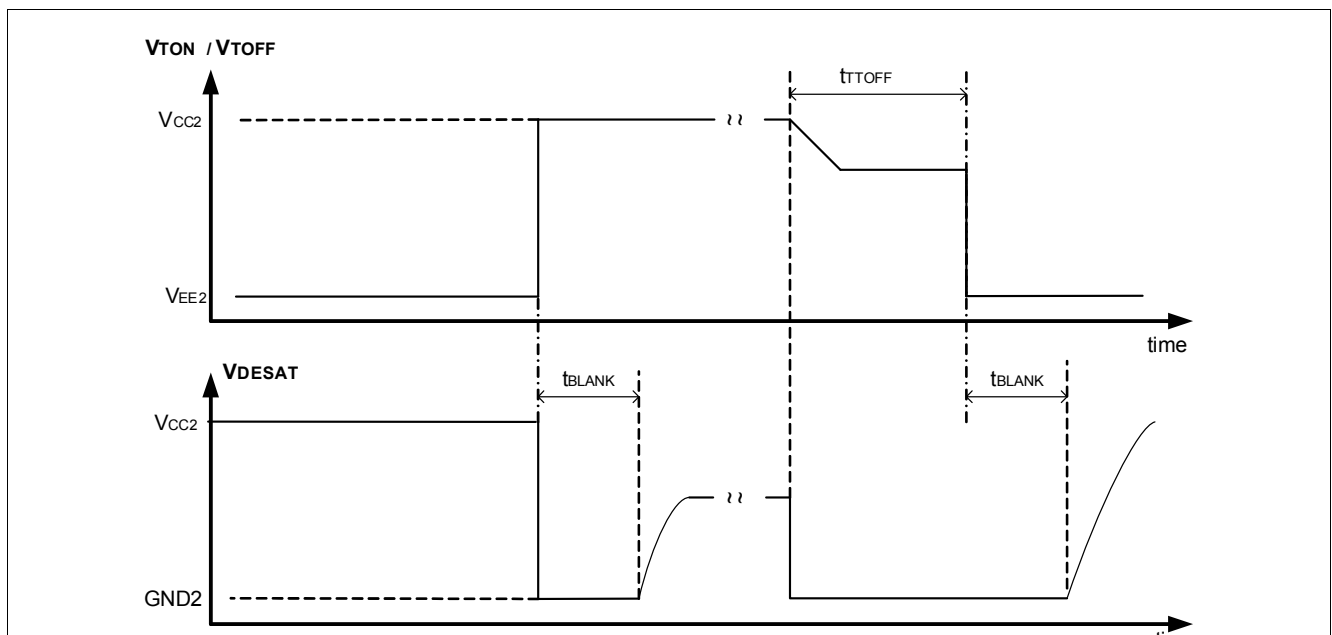 VTON / VTOFF
tTTOFF
VCC2
VEE2
time
VDESAT
tBLANK
tBLANK
VCC2
GND2